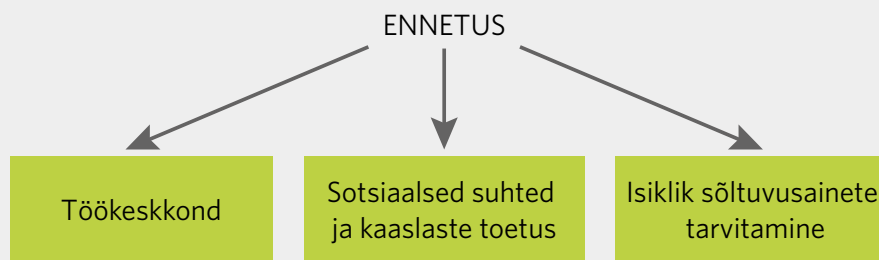 ENNETUS
Töökeskkond
Sotsiaalsed suhted
ja kaaslaste toetus
Isiklik sõltuvusainete
tarvitamine